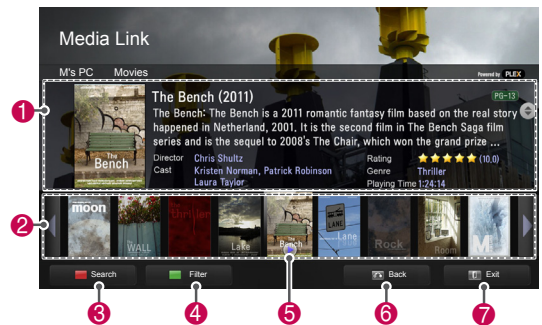 Media Link
M's PC Movies
Powered by PLEX
1
The Bench (2011)
PG-13
The Bench: The Bench is a 2011 romantic fantasy film based on the real story
happened in Netherland, 2001. It is the second film in The Bench Saga film
series and is the sequel to 2008's The Chair, which won the grand prize ...
Director Chris Shultz
Cast Kristen Norman, Patrick Robinson
Laura Taylor
Rating (10,0)
Genre Thriller
Playing Time 1:24:14
The
Bench
2
moon
WALL
thriller
Lake
The
Bench
LANE
Lane
Rock
Room
M
Search
Filter
Back
Exit
3
4
5
6
7